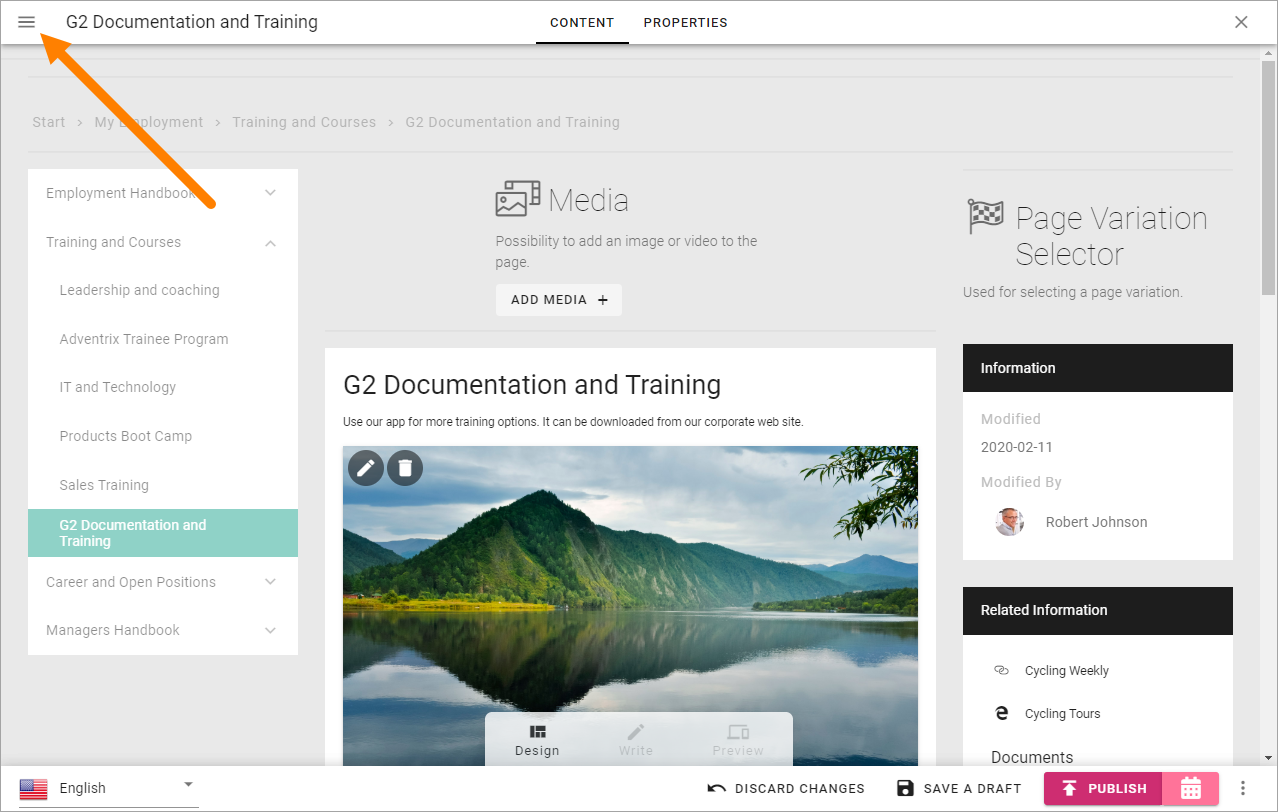 G2 Documentation and Training
CONTENT
PROPERTIES
Start > My Employment > Training and Courses > G2 Documentation and Training
Employment Handbook
Training and Courses
Leadership and coaching
Adventrix Trainee Program
IT and Technology
Products Boot Camp
Sales Training
G2 Documentation and
Training
Career and Open Positions
Managers Handbook
Media
Possibility to add an image or video to the
page.
ADD MEDIA +
G2 Documentation and Training
Use our app for more training options. It can be downloaded from our corporate web site.
Design
Write
Preview
Page Variation
Selector
Used for selecting a page variation.
Information
Modified
2020-02-11
Modified By
Robert Johnson
Related Information
Cycling Weekly
Cycling Tours
Documents
English
DISCARD CHANGES
SAVE A DRAFT
PUBLISH